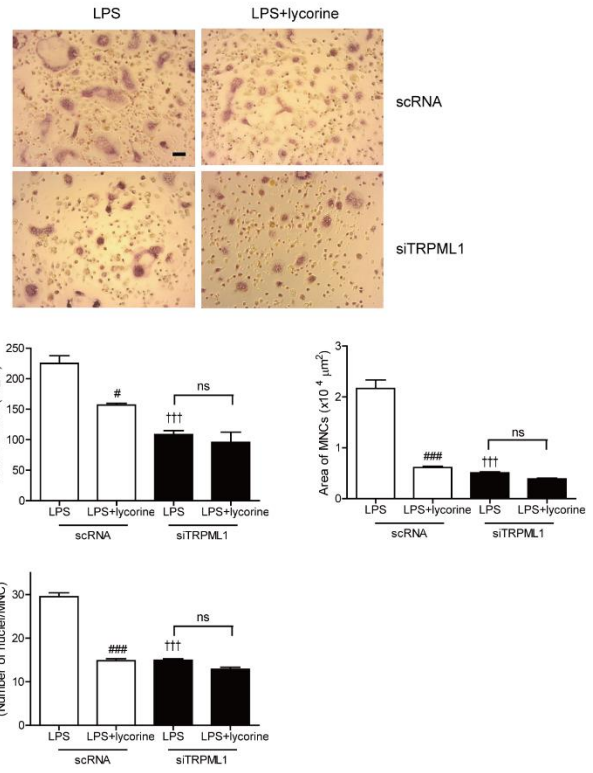 LPS LPS+lycorine
scRNA
siTRPML1
250
200
150
100
50
0
#
†††
ns
LPS LPS+lycorine LPS LPS+lycorine
scRNA siTRPML1
Area of MNCs (x10⁴ μm²)
3
2
1
0
###
†††
ns
LPS LPS+lycorine LPS LPS+lycorine
scRNA siTRPML1
(Number of nuclei/MNC)
30
20
10
0
###
†††
ns
LPS LPS+lycorine LPS LPS+lycorine
scRNA siTRPML1